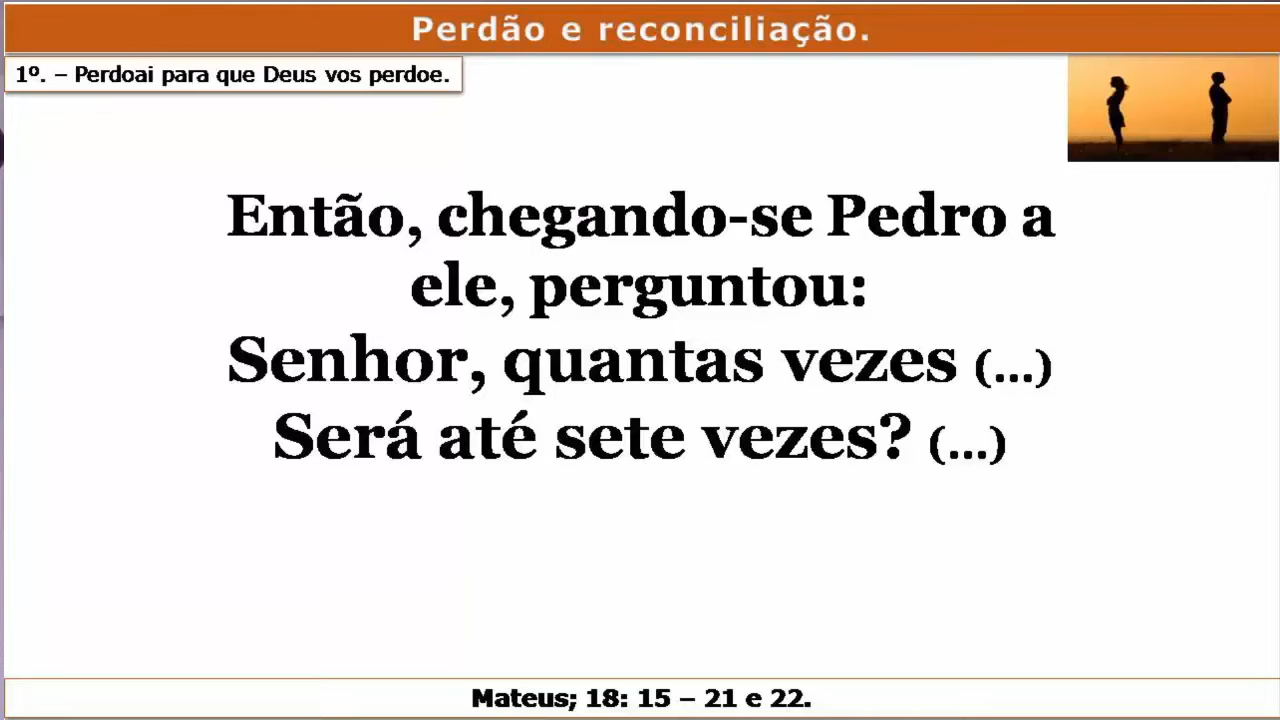 Perdão e reconciliação.
1º. – Perdoai para que Deus vos perdoe.
Então, chegando-se Pedro a
ele, perguntou:
Senhor, quantas vezes (...)
Será até sete vezes? (...)
Mateus; 18: 15 – 21 e 22.